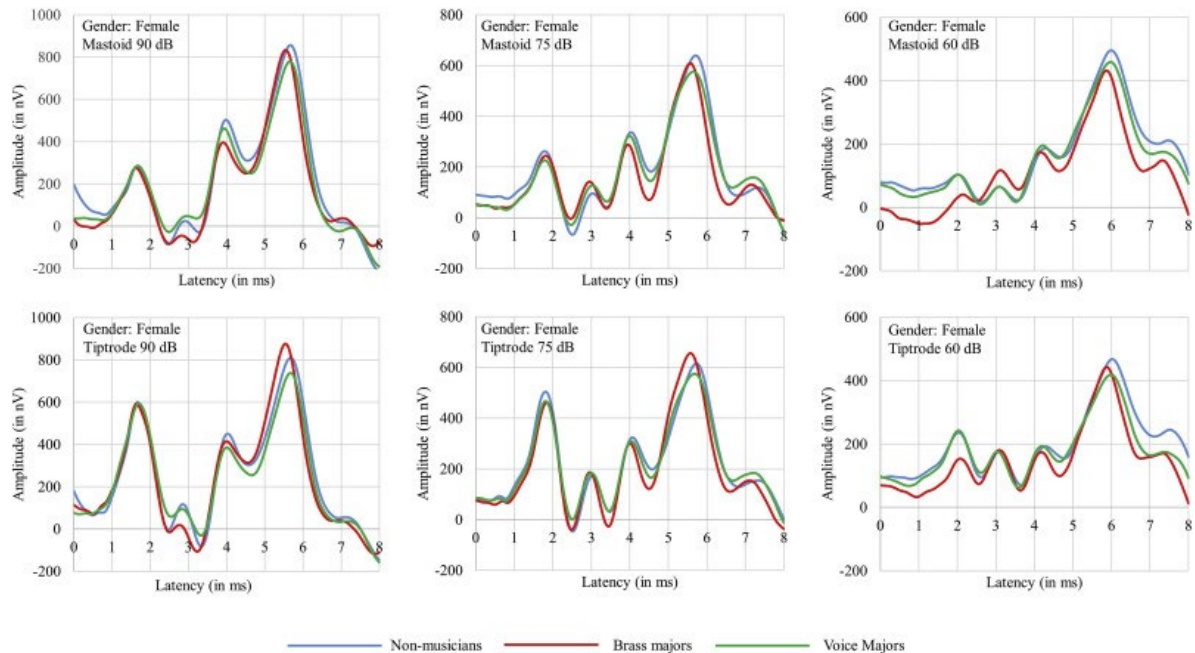 Gender: Female
Mastoid 90 dB
1000
800
600
400
200
0
-200
0 1 2 3 4 5 6 7 8
Amplitude (in nV)
Latency (in ms)
Gender: Female
Mastoid 75 dB
800
600
400
200
0
-200
0 1 2 3 4 5 6 7 8
Amplitude (in nV)
Latency (in ms)
Gender: Female
Mastoid 60 dB
600
400
200
0
-200
0 1 2 3 4 5 6 7 8
Amplitude (in nV)
Latency (in ms)
Gender: Female
Tiptrode 90 dB
1000
800
600
400
200
0
-200
0 1 2 3 4 5 6 7 8
Amplitude (in nV)
Latency (in ms)
Gender: Female
Tiptrode 75 dB
800
600
400
200
0
-200
0 1 2 3 4 5 6 7 8
Amplitude (in nV)
Latency (in ms)
Gender: Female
Tiptrode 60 dB
600
400
200
0
-200
0 1 2 3 4 5 6 7 8
Amplitude (in nV)
Latency (in ms)
Non-musicians Brass majors Voice Majors